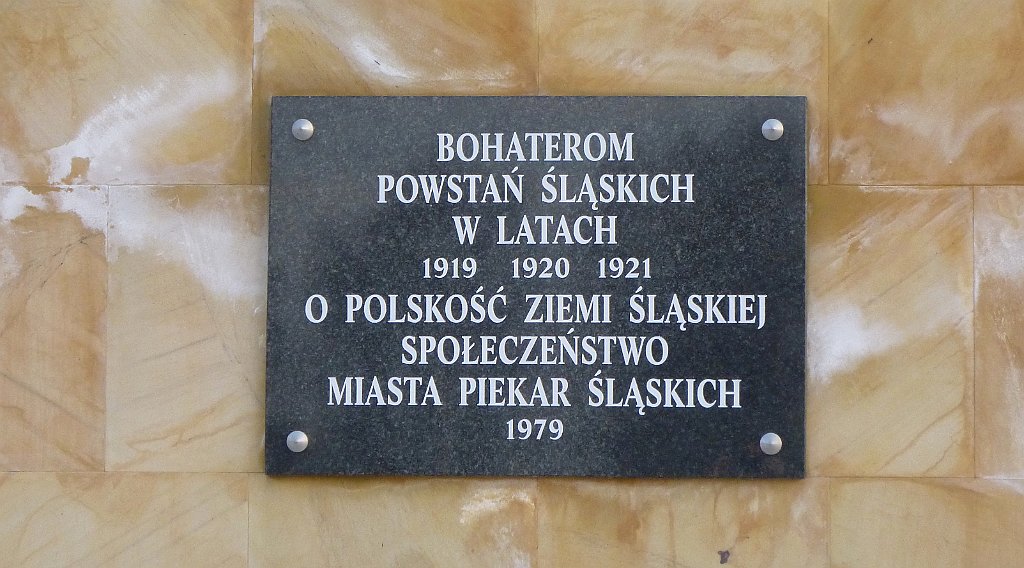 BOHATEROM
POWSTAŃ ŚLĄSKICH
W LATACH
1919 1920 1921
O POLSKOŚĆ ZIEMI ŚLĄSKIEJ
SPOŁECZEŃSTWO
MIASTA PIEKAR ŚLĄSKICH
1979